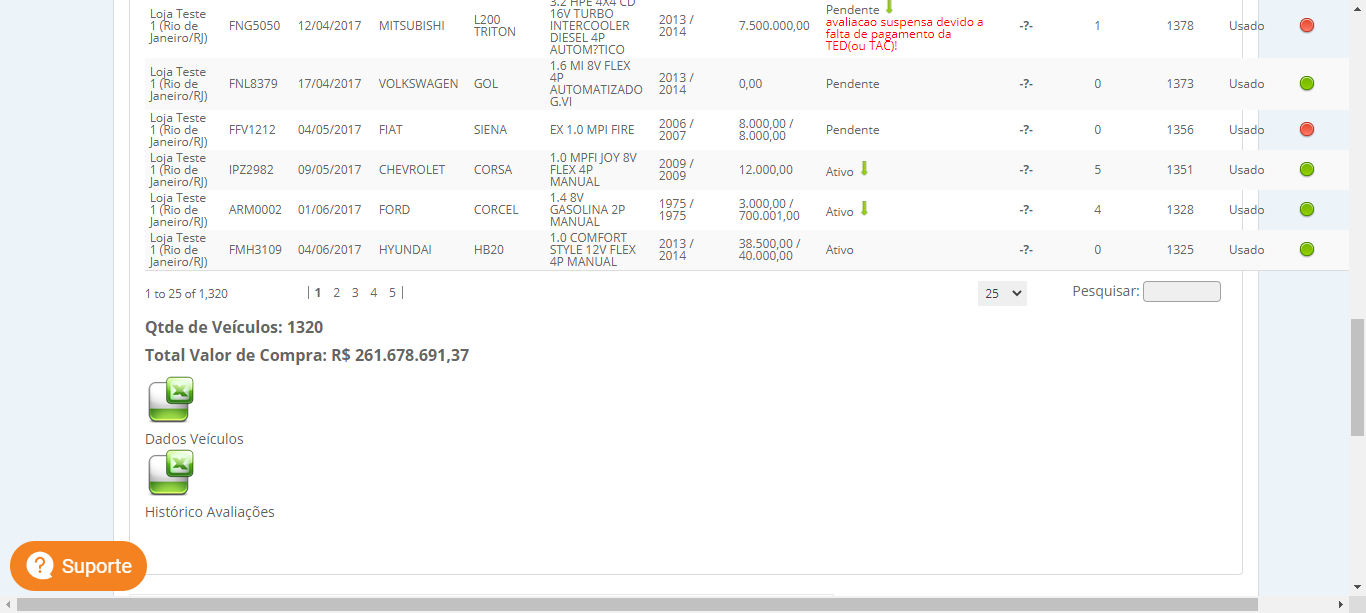 Loja Teste
1 (Rio de
Janeiro/RJ)
FNG5050
12/04/2017
MITSUBISHI
L200
TRITON
3.2 HPE 4X4 CD
16V TURBO
INTERCOOLER
DIESEL 4P
AUTOM?TICO
2013 /
2014
7.500.000,00
Pendente
avaliacao suspensa devido a
falta de pagamento da
TED(ou TAC)!
-?-
1
1378
Usado
Loja Teste
1 (Rio de
Janeiro/RJ)
FNL8379
17/04/2017
VOLKSWAGEN
GOL
1.6 MI 8V FLEX
4P
AUTOMATIZADO
G.VI
2013 /
2014
0,00
Pendente
-?-
0
1373
Usado
Loja Teste
1 (Rio de
Janeiro/RJ)
FFV1212
04/05/2017
FIAT
SIENA
EX 1.0 MPI FIRE
2006 /
2007
8.000,00 /
8.000,00
Pendente
-?-
0
1356
Usado
Loja Teste
1 (Rio de
Janeiro/RJ)
IPZ2982
09/05/2017
CHEVROLET
CORSA
1.0 MPFI JOY 8V
FLEX 4P
MANUAL
2009 /
2009
12.000,00
Ativo
-?-
5
1351
Usado
Loja Teste
1 (Rio de
Janeiro/RJ)
ARM0002
01/06/2017
FORD
CORCEL
1.4 8V
GASOLINA 2P
MANUAL
1975 /
1975
3.000,00 /
700.001,00
Ativo
-?-
4
1328
Usado
Loja Teste
1 (Rio de
Janeiro/RJ)
FMH3109
04/06/2017
HYUNDAI
HB20
1.0 COMFORT
STYLE 12V FLEX
4P MANUAL
2013 /
2014
38.500,00 /
40.000,00
Ativo
-?-
0
1325
Usado
1 to 25 of 1,320
| 1 2 3 4 5 |
25
Pesquisar:
Qtde de Veículos: 1320
Total Valor de Compra: R$ 261.678.691,37
Dados Veículos
Histórico Avaliações
? Suporte